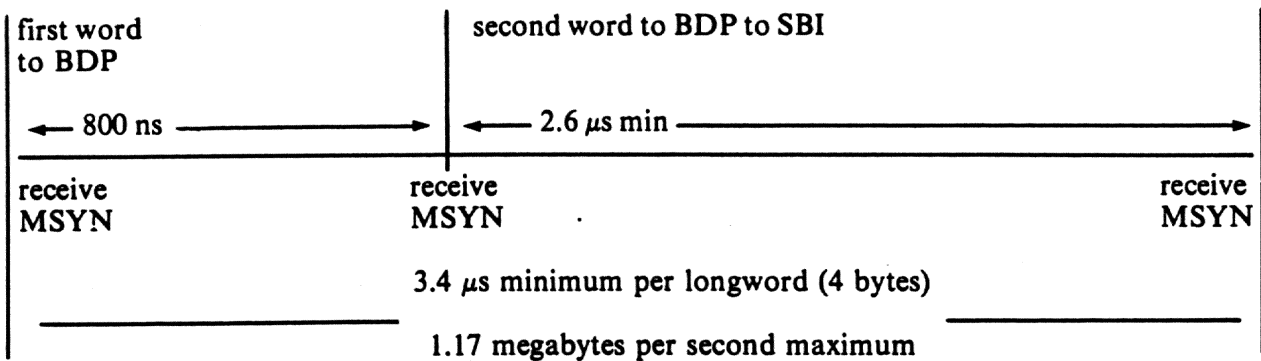 first word
to BDP
second word to BDP to SBI
800 ns
2.6 μs min
receive
MSYN
receive
MSYN
receive
MSYN
3.4 μs minimum per longword (4 bytes)
1.17 megabytes per second maximum